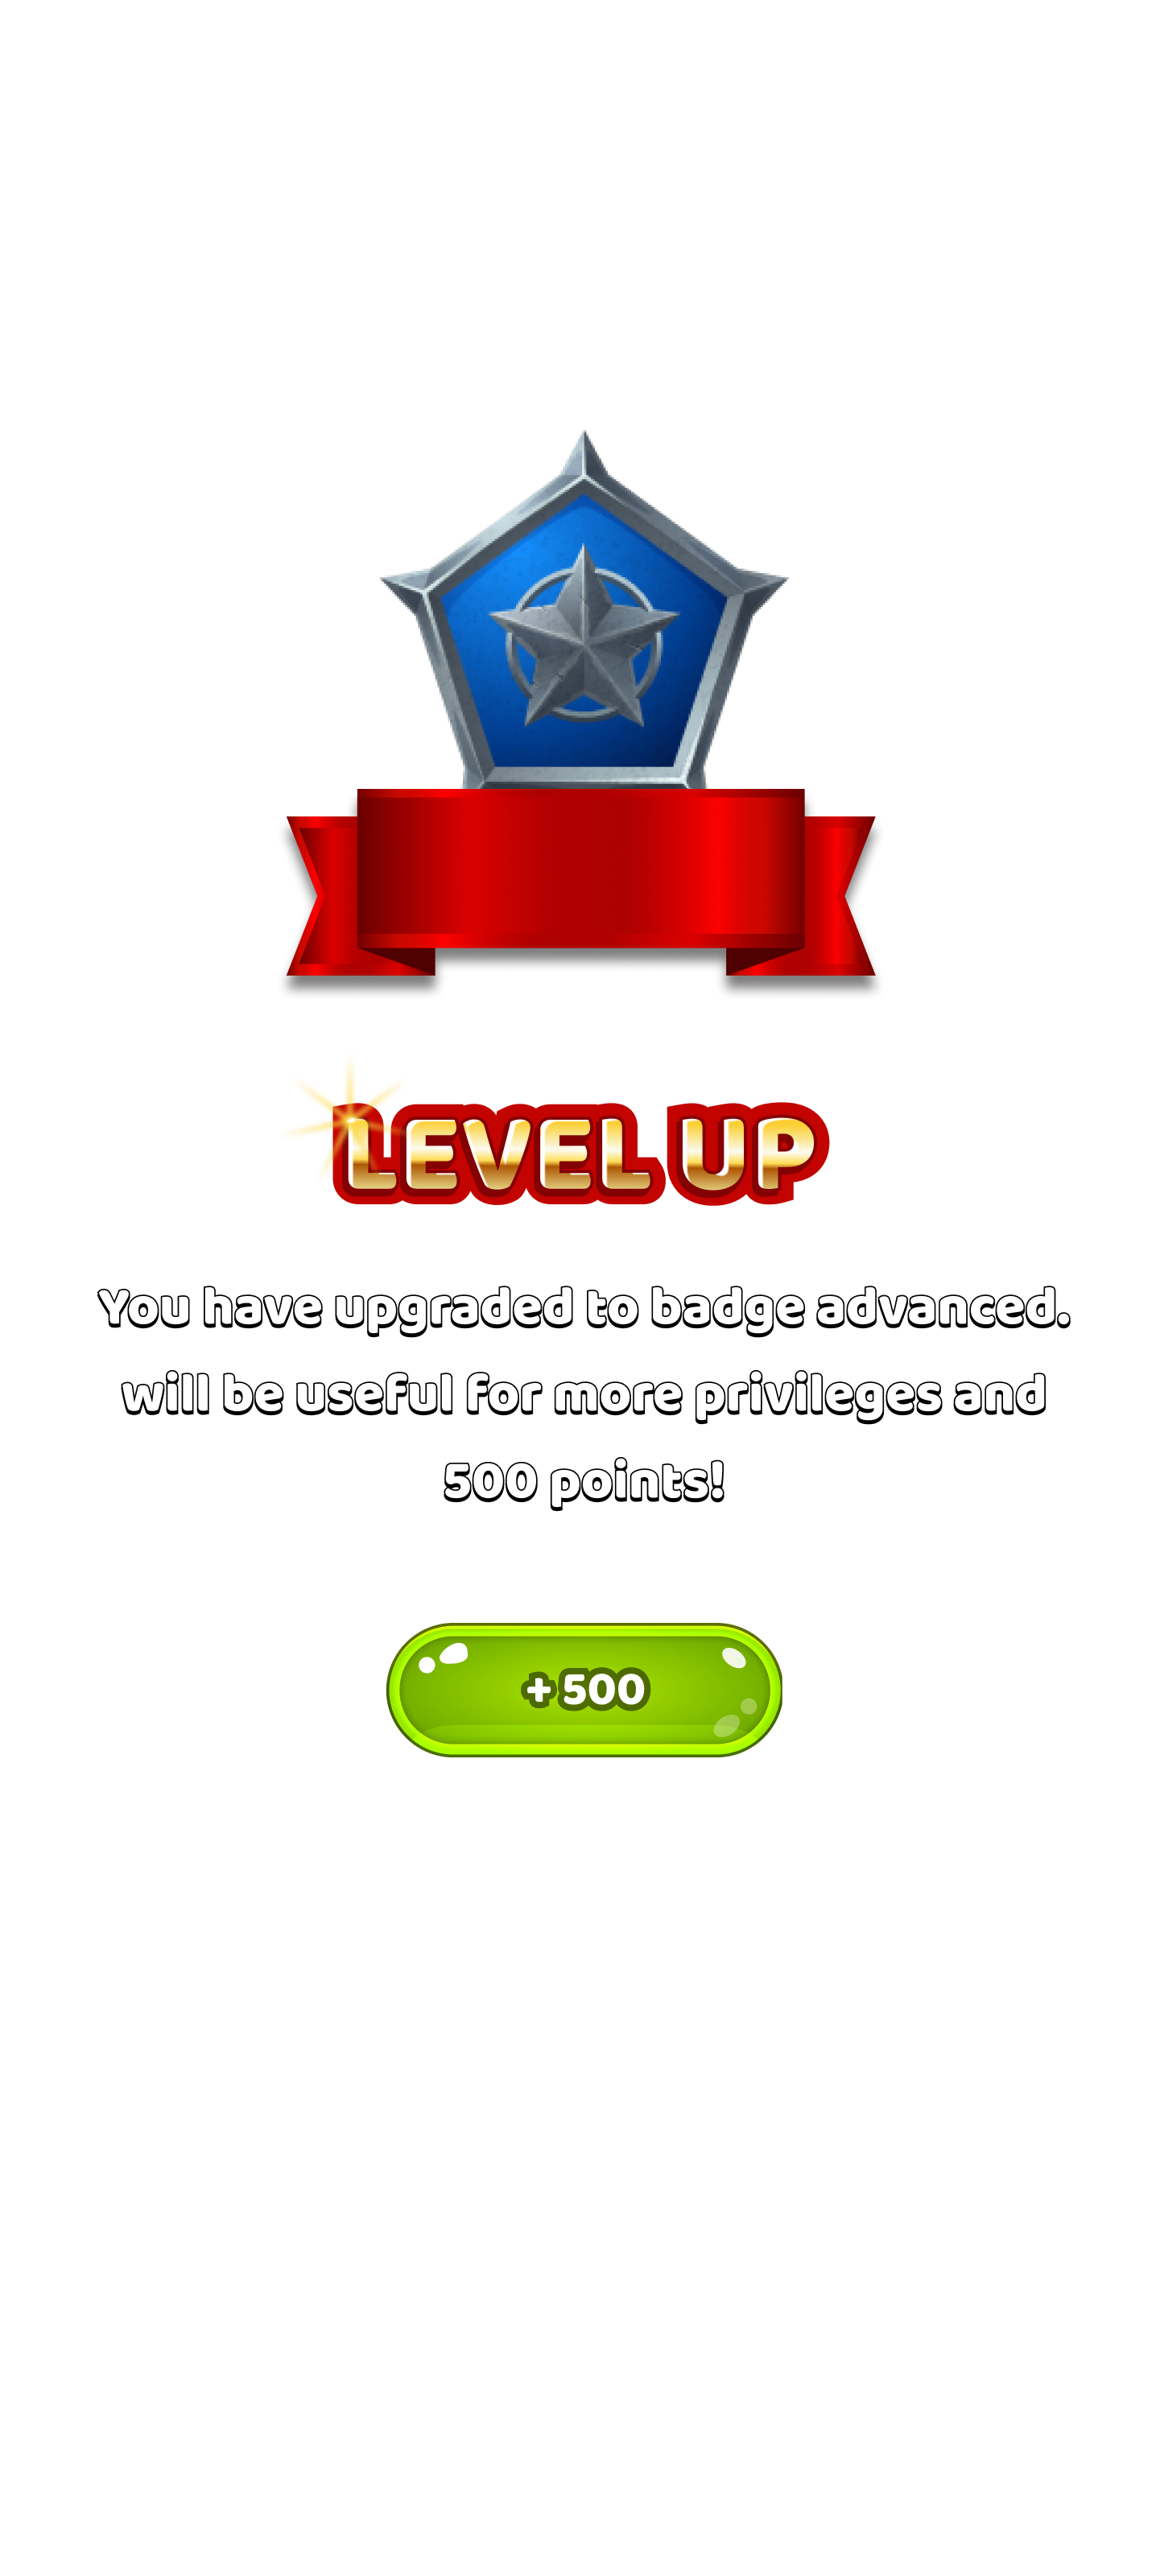 LEVEL UP
You have upgraded to badge advanced.
will be useful for more privileges and
500 points!
+500